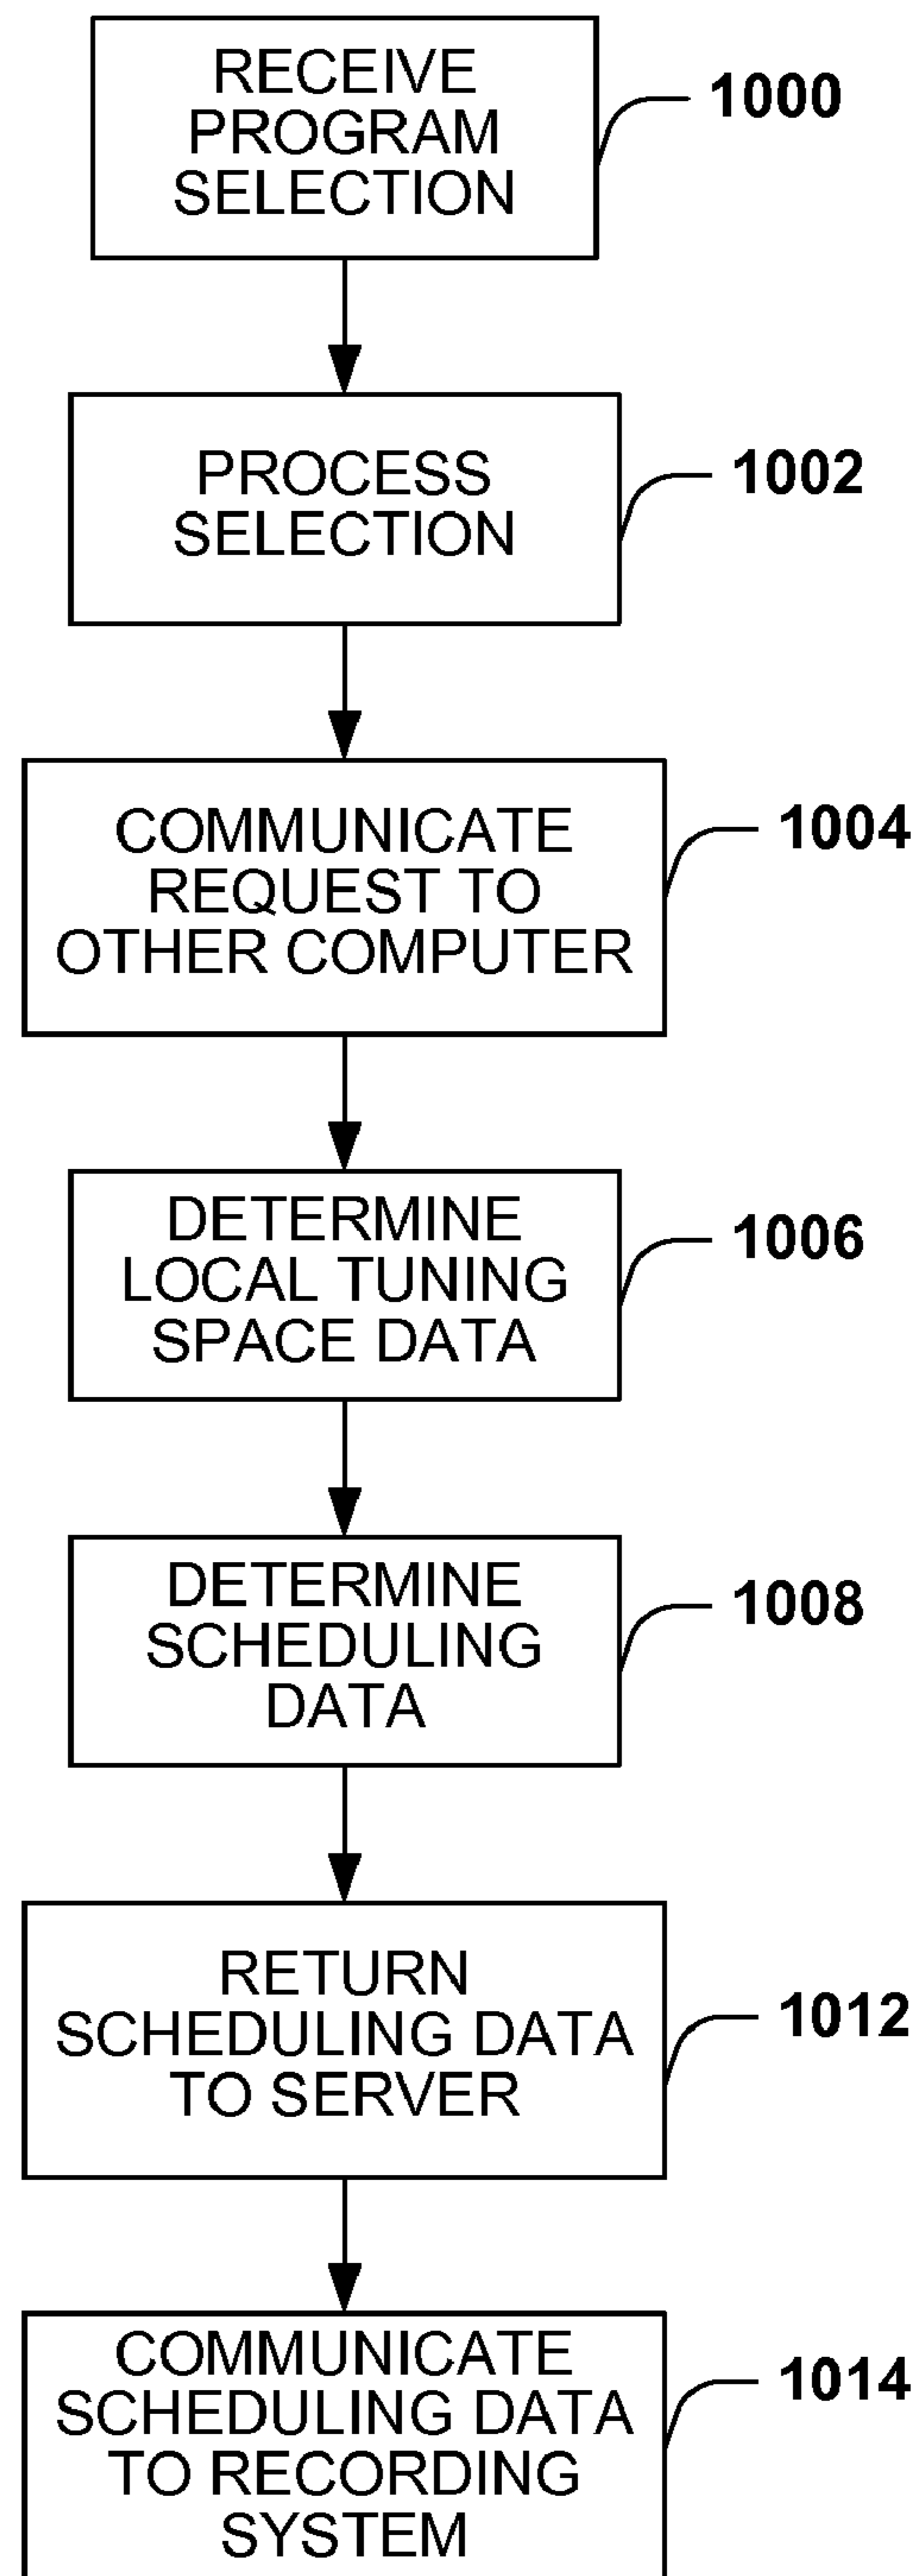 RECEIVE
PROGRAM
SELECTION
1000
PROCESS
SELECTION
1002
COMMUNICATE
REQUEST TO
OTHER COMPUTER
1004
DETERMINE
LOCAL TUNING
SPACE DATA
1006
DETERMINE
SCHEDULING
DATA
1008
RETURN
SCHEDULING DATA
TO SERVER
1012
COMMUNICATE
SCHEDULING DATA
TO RECORDING
SYSTEM
1014